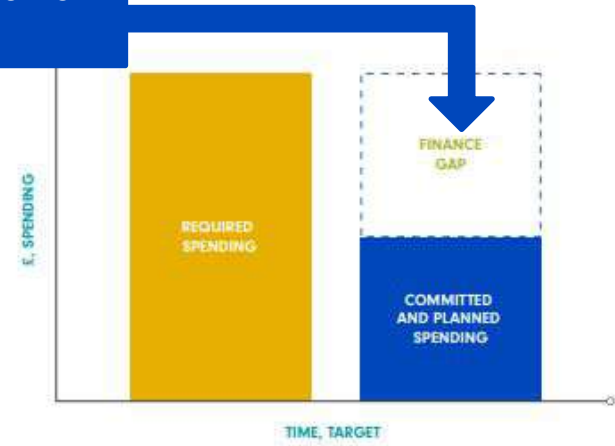 FINANCE
GAP
REQUIRED
SPENDING
£, SPENDING
COMMITTED
AND PLANNED
SPENDING
TIME, TARGET